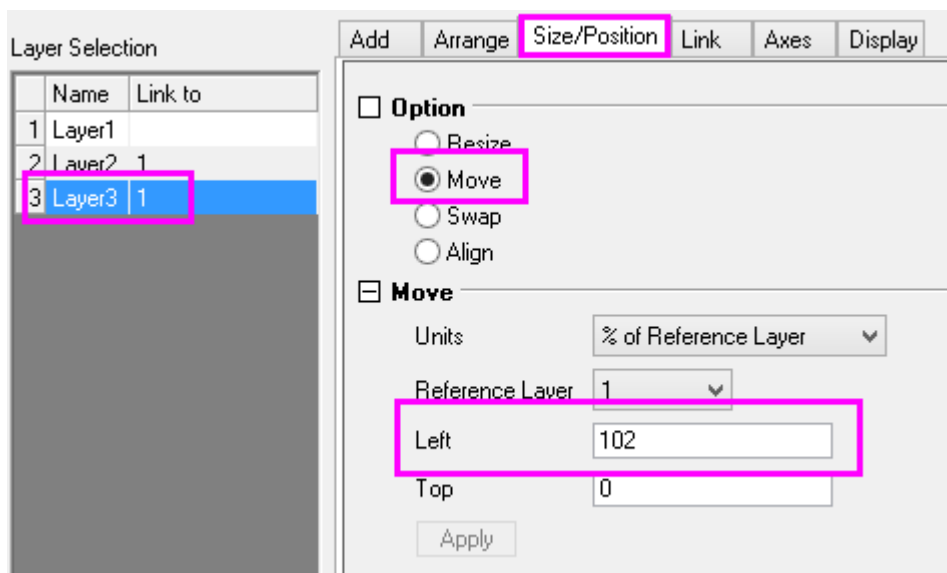 Layer Selection
Add Arrange Size/Position Link Axes Display
Name Link to
1 Layer1
2 Layer2 1
3 Layer3 1
Option
Resize
Move
Swap
Align
Move
Units % of Reference Layer
Reference Layer 1
Left 102
Top 0
Apply